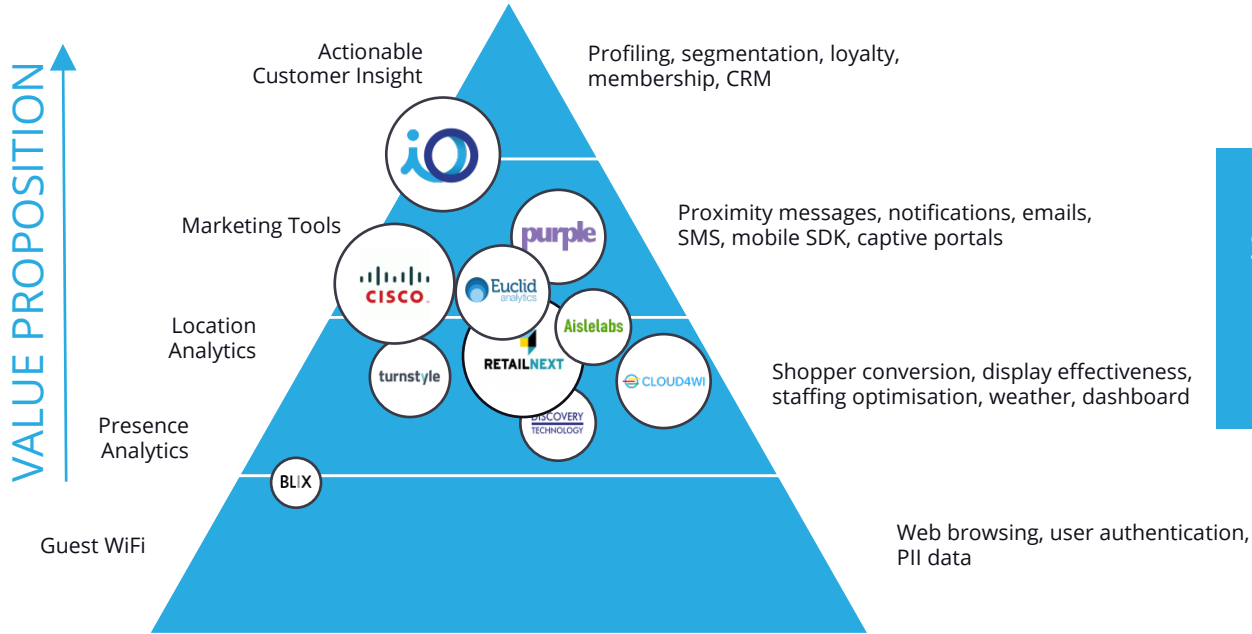 VALUE PROPOSITION
Actionable
Customer Insight
Profiling, segmentation, loyalty,
membership, CRM
iO
Marketing Tools
purple
Proximity messages, notifications, emails,
SMS, mobile SDK, captive portals
CISCO
Euclid
analytics
Location
Analytics
Aislelabs
RETAILNEXT
turnstyle
CLOUD4WI
Shopper conversion, display effectiveness,
staffing optimisation, weather, dashboard
DISCOVERY
TECHNOLOGY
Presence
Analytics
BLIX
Guest WiFi
Web browsing, user authentication,
PII data